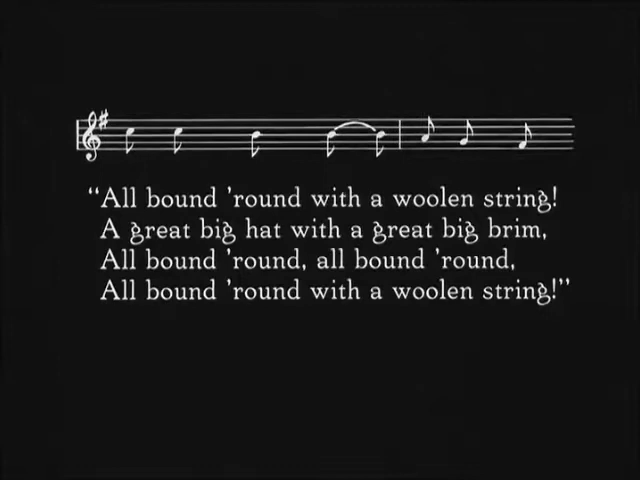 “All bound ’round with a woolen string!
A great big hat with a great big brim,
All bound ’round, all bound ’round,
All bound ’round with a woolen string!”